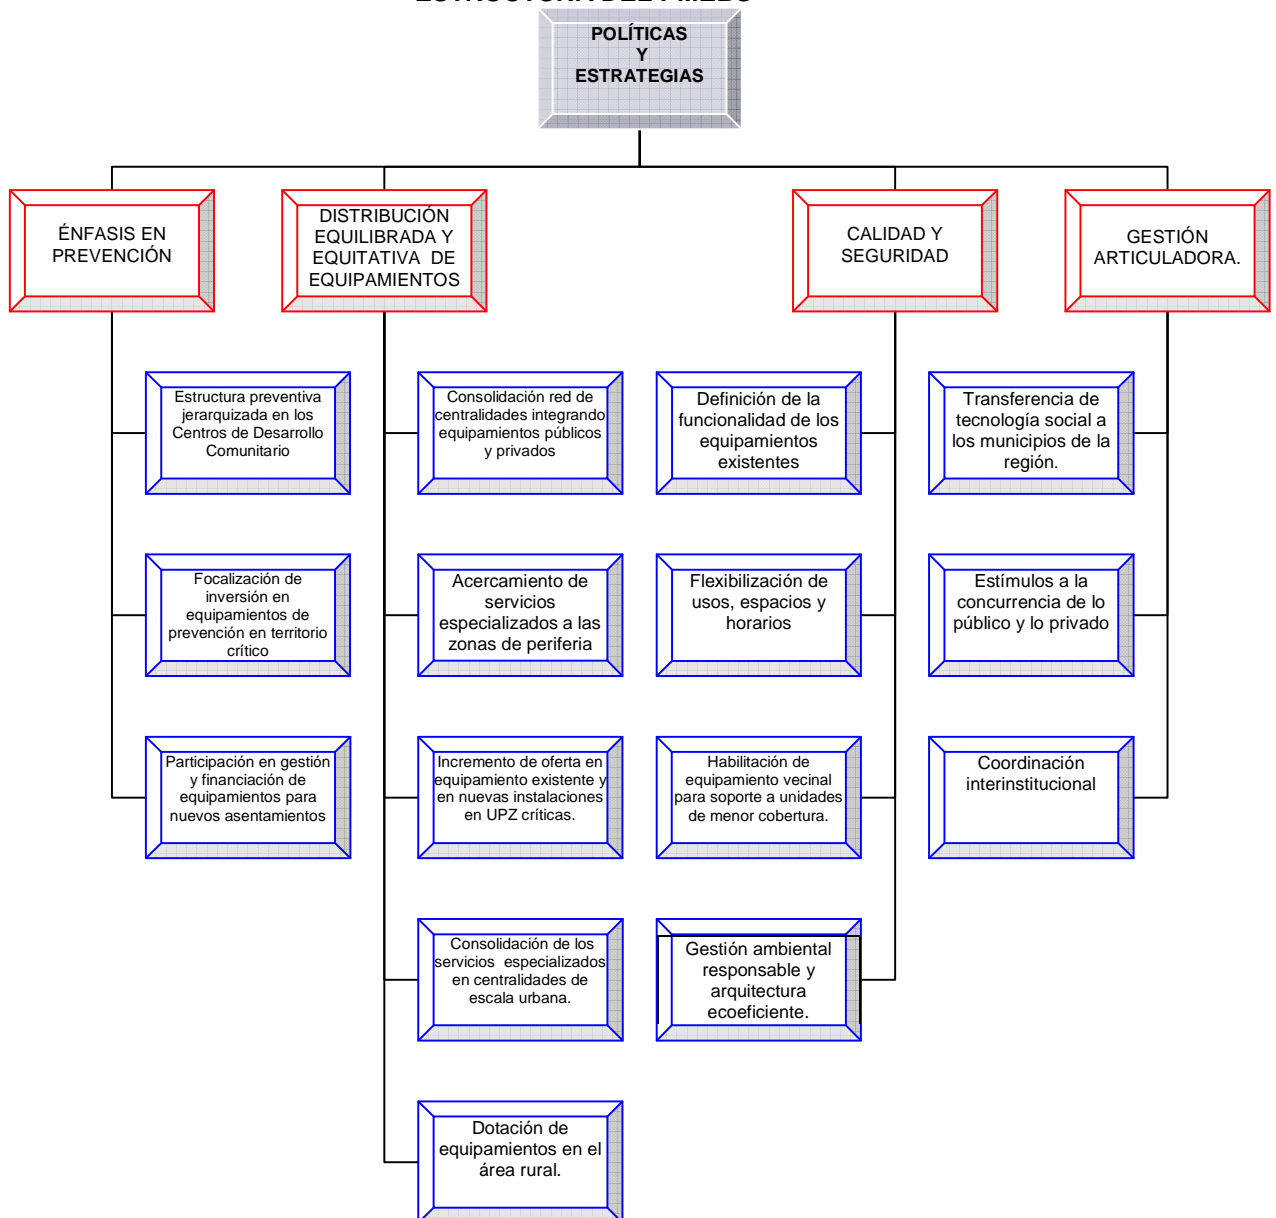 ESTRUCTURA DEL PMEBS
POLÍTICAS
Y
ESTRATEGIAS
ÉNFASIS EN
PREVENCIÓN
DISTRIBUCIÓN
EQUILIBRADA Y
EQUITATIVA DE
EQUIPAMIENTOS
CALIDAD Y
SEGURIDAD
GESTIÓN
ARTICULADORA.
Estructura preventiva
jerarquizada en los
Centros de Desarrollo
Comunitario
Consolidación red de
centralidades integrando
equipamientos públicos
y privados
Definición de la
funcionalidad de los
equipamientos
existentes
Transferencia de
tecnología social a
los municipios de la
región.
Focalización de
inversión en
equipamientos de
prevención en territorio
crítico
Acercamiento de
servicios
especializados a las
zonas de periferia
Flexibilización de
usos, espacios y
horarios
Estímulos a la
concurrencia de lo
público y lo privado
Participación en gestión
y financiación de
equipamientos para
nuevos asentamientos
Incremento de oferta en
equipamiento existente y
en nuevas instalaciones
en UPZ críticas.
Habilitación de
equipamiento vecinal
para soporte a unidades
de menor cobertura.
Coordinación
interinstitucional
Consolidación de los
servicios especializados
en centralidades de
escala urbana.
Gestión ambiental
responsable y
arquitectura
ecoeficiente.
Dotación de
equipamientos en el
área rural.